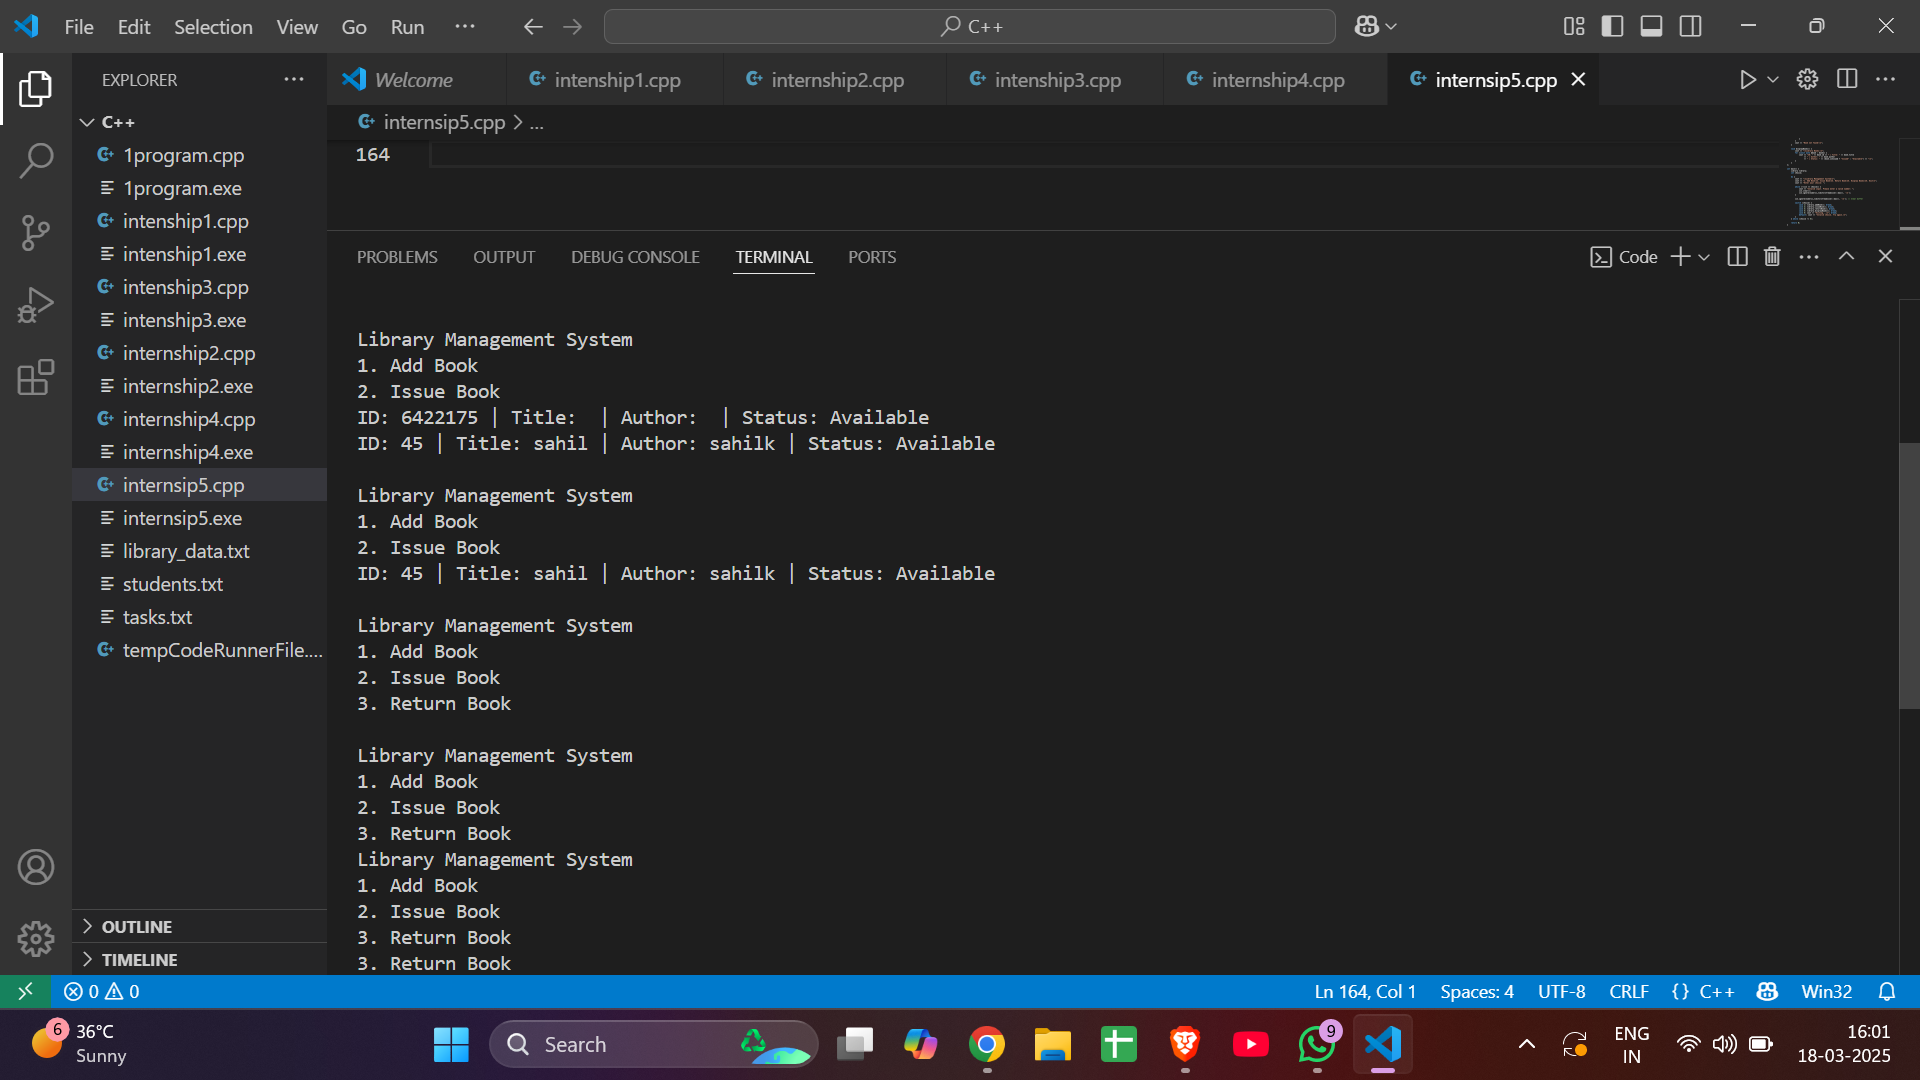 File Edit Selection View Go Run ... C++
EXPLORER ...
Welcome intenship1.cpp internship2.cpp intenship3.cpp internship4.cpp internsip5.cpp
C++
1program.cpp
1program.exe
intenship1.cpp
intenship1.exe
intenship3.cpp
intenship3.exe
internship2.cpp
internship2.exe
internship4.cpp
internship4.exe
internsip5.cpp
internsip5.exe
library_data.txt
students.txt
tasks.txt
tempCodeRunnerFile....
OUTLINE
TIMELINE
internsip5.cpp > ...
164
PROBLEMS OUTPUT DEBUG CONSOLE TERMINAL PORTS Code
Library Management System
1. Add Book
2. Issue Book
ID: 6422175 | Title:  | Author:  | Status: Available
ID: 45 | Title: sahil | Author: sahilk | Status: Available
Library Management System
1. Add Book
2. Issue Book
ID: 45 | Title: sahil | Author: sahilk | Status: Available
Library Management System
1. Add Book
2. Issue Book
3. Return Book
Library Management System
1. Add Book
2. Issue Book
3. Return Book
Library Management System
1. Add Book
2. Issue Book
3. Return Book
3. Return Book
0 0 Ln 164, Col 1 Spaces: 4 UTF-8 CRLF {} C++ Win32
6 36°C
Sunny
Search
9
ENG
IN
16:01
18-03-2025